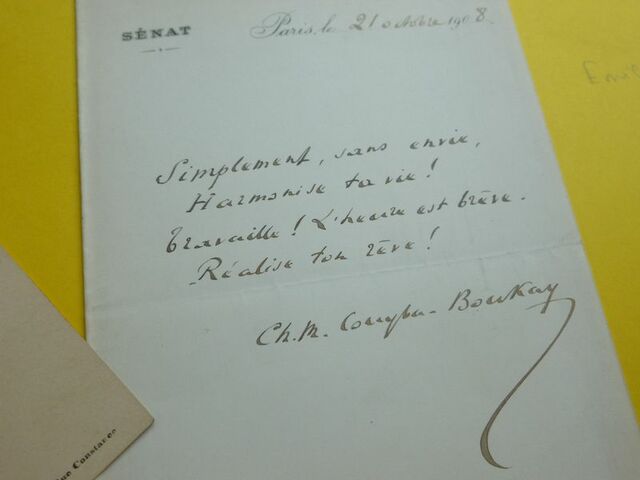 SÉNAT
Paris, le 21 octobre 1908.
Simplement, sans envie,
Harmonise ta vie!
Travaille! L'heure est brève.
Réalise ton rêve!
Ch. M. Couyba-Boukay
Constance